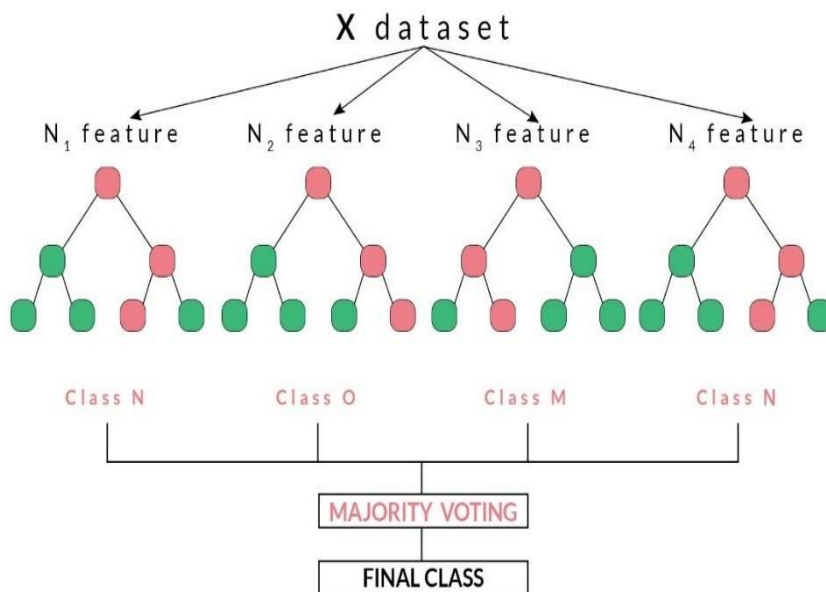 X dataset
N₁ feature N₂ feature N₃ feature N₄ feature
Class N Class O Class M Class N
MAJORITY VOTING
FINAL CLASS